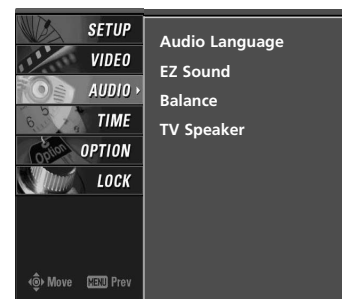 SETUP
VIDEO
AUDIO
TIME
OPTION
LOCK
Move MENU Prev
Audio Language
EZ Sound
Balance
TV Speaker